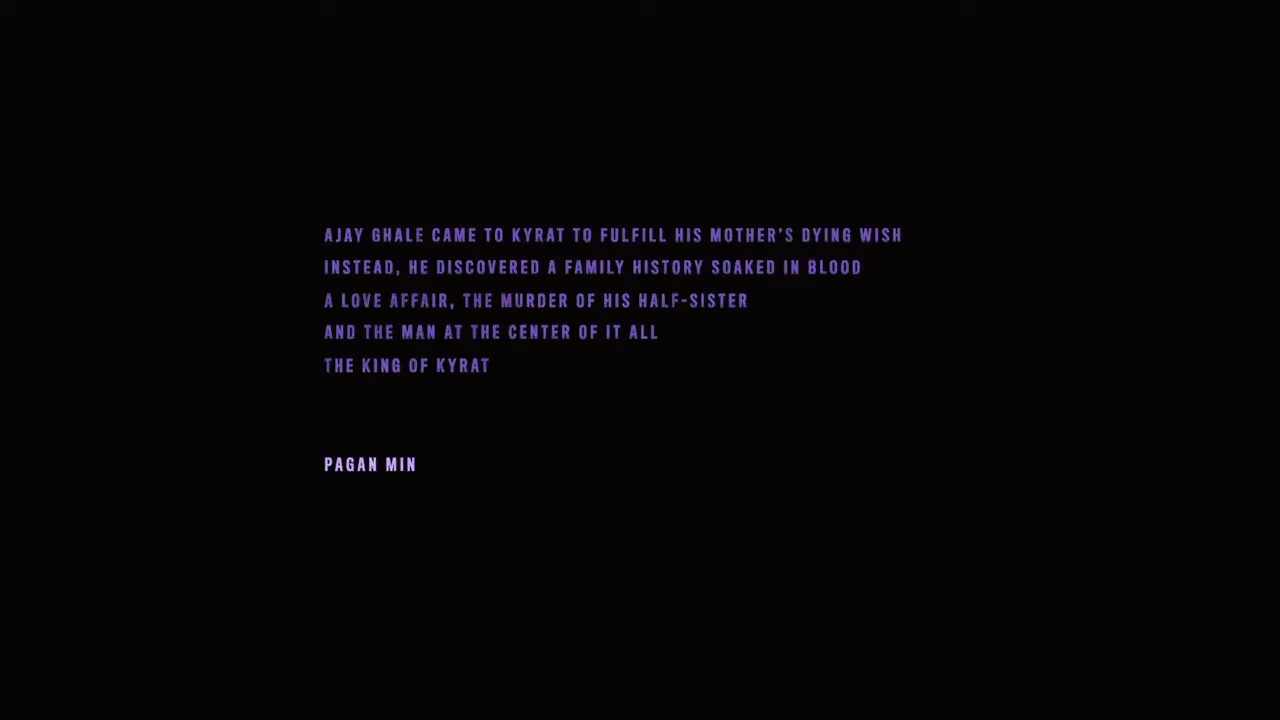 AJAY GHALE CAME TO KYRAT TO FULFILL HIS MOTHER'S DYING WISH
INSTEAD, HE DISCOVERED A FAMILY HISTORY SOAKED IN BLOOD
A LOVE AFFAIR, THE MURDER OF HIS HALF-SISTER
AND THE MAN AT THE CENTER OF IT ALL
THE KING OF KYRAT
PAGAN MIN